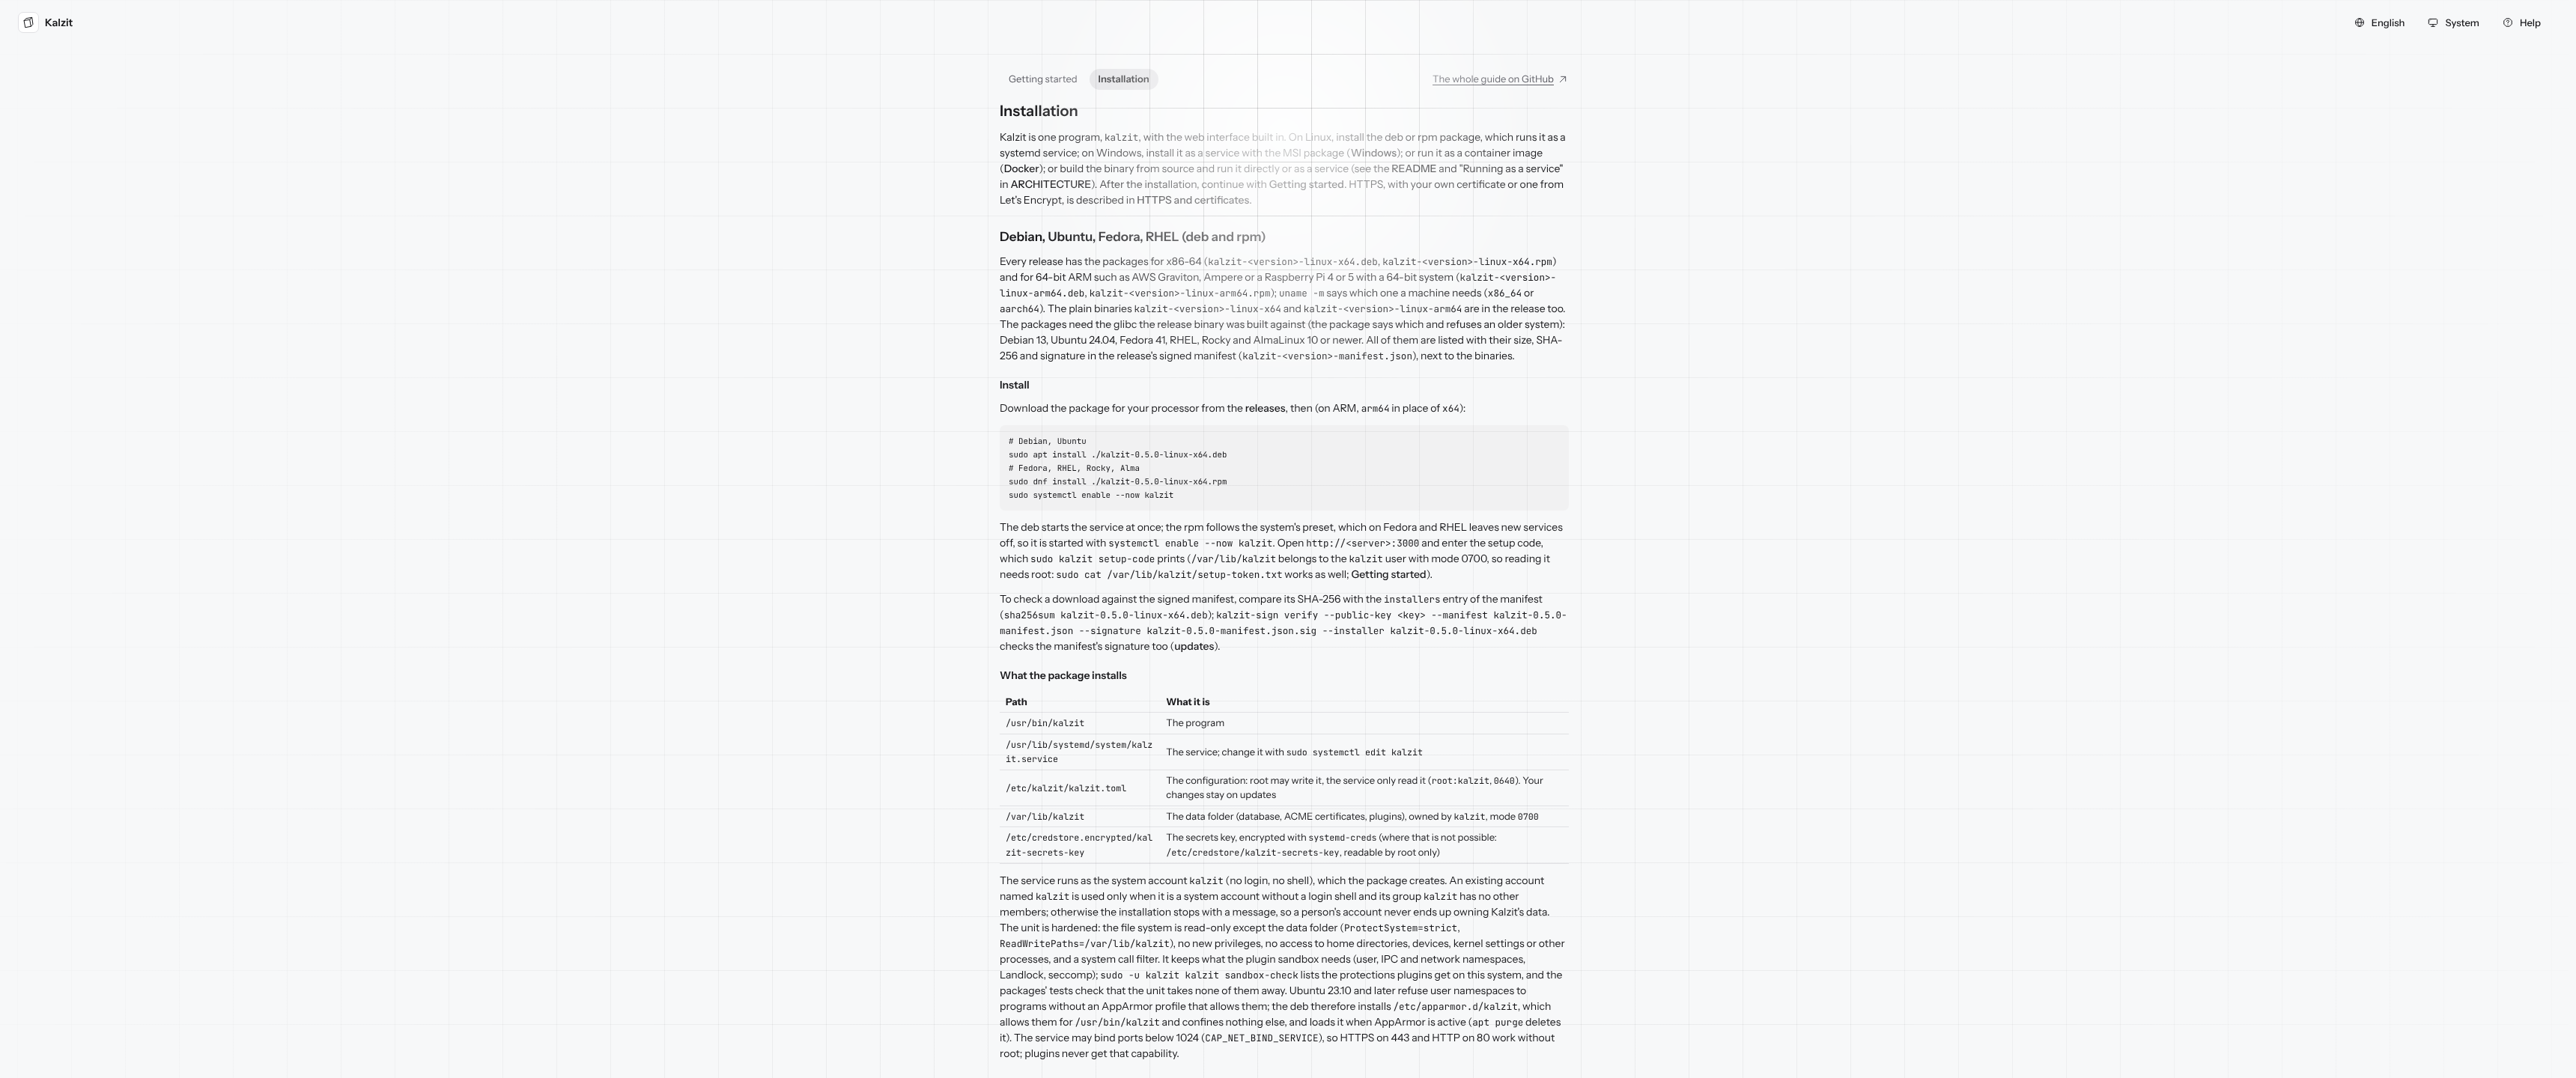 Kalzit
English
System
Help
Getting started
Installation
The whole guide on GitHub
Installation
Kalzit is one program, kalzit, with the web interface built in. On Linux, install the deb or rpm package, which runs it as a
systemd service; on Windows, install it as a service with the MSI package (Windows); or run it as a container image
(Docker); or build the binary from source and run it directly or as a service (see the README and "Running as a service"
in ARCHITECTURE). After the installation, continue with Getting started. HTTPS, with your own certificate or one from
Let's Encrypt, is described in HTTPS and certificates.
Debian, Ubuntu, Fedora, RHEL (deb and rpm)
Every release has the packages for x86-64 (kalzit-<version>-linux-x64.deb, kalzit-<version>-linux-x64.rpm)
and for 64-bit ARM such as AWS Graviton, Ampere or a Raspberry Pi 4 or 5 with a 64-bit system (kalzit-<version>-
linux-arm64.deb, kalzit-<version>-linux-arm64.rpm); uname -m says which one a machine needs (x86_64 or
aarch64). The plain binaries kalzit-<version>-linux-x64 and kalzit-<version>-linux-arm64 are in the release too.
The packages need the glibc the release binary was built against (the package says which and refuses an older system):
Debian 13, Ubuntu 24.04, Fedora 41, RHEL, Rocky and AlmaLinux 10 or newer. All of them are listed with their size, SHA-
256 and signature in the release's signed manifest (kalzit-<version>-manifest.json), next to the binaries.
Install
Download the package for your processor from the releases, then (on ARM, arm64 in place of x64):
# Debian, Ubuntu
sudo apt install ./kalzit-0.5.0-linux-x64.deb
# Fedora, RHEL, Rocky, Alma
sudo dnf install ./kalzit-0.5.0-linux-x64.rpm
sudo systemctl enable --now kalzit
The deb starts the service at once; the rpm follows the system's preset, which on Fedora and RHEL leaves new services
off, so it is started with systemctl enable --now kalzit. Open http://<server>:3000 and enter the setup code,
which sudo kalzit setup-code prints (/var/lib/kalzit belongs to the kalzit user with mode 0700, so reading it
needs root: sudo cat /var/lib/kalzit/setup-token.txt works as well; Getting started).
To check a download against the signed manifest, compare its SHA-256 with the installers entry of the manifest
(sha256sum kalzit-0.5.0-linux-x64.deb); kalzit-sign verify --public-key <key> --manifest kalzit-0.5.0-
manifest.json --signature kalzit-0.5.0-manifest.json.sig --installer kalzit-0.5.0-linux-x64.deb
checks the manifest's signature too (updates).
What the package installs
Path What it is
/usr/bin/kalzit The program
/usr/lib/systemd/system/kalz
it.service
The service; change it with sudo systemctl edit kalzit
/etc/kalzit/kalzit.toml
The configuration: root may write it, the service only read it (root:kalzit, 0640). Your
changes stay on updates
/var/lib/kalzit The data folder (database, ACME certificates, plugins), owned by kalzit, mode 0700
/etc/credstore.encrypted/kal
zit-secrets-key
The secrets key, encrypted with systemd-creds (where that is not possible:
/etc/credstore/kalzit-secrets-key, readable by root only)
The service runs as the system account kalzit (no login, no shell), which the package creates. An existing account
named kalzit is used only when it is a system account without a login shell and its group kalzit has no other
members; otherwise the installation stops with a message, so a person's account never ends up owning Kalzit's data.
The unit is hardened: the file system is read-only except the data folder (ProtectSystem=strict,
ReadWritePaths=/var/lib/kalzit), no new privileges, no access to home directories, devices, kernel settings or other
processes, and a system call filter. It keeps what the plugin sandbox needs (user, IPC and network namespaces,
Landlock, seccomp); sudo -u kalzit kalzit sandbox-check lists the protections plugins get on this system, and the
packages' tests check that the unit takes none of them away. Ubuntu 23.10 and later refuse user namespaces to
programs without an AppArmor profile that allows them; the deb therefore installs /etc/apparmor.d/kalzit, which
allows them for /usr/bin/kalzit and confines nothing else, and loads it when AppArmor is active (apt purge deletes
it). The service may bind ports below 1024 (CAP_NET_BIND_SERVICE), so HTTPS on 443 and HTTP on 80 work without
root; plugins never get that capability.